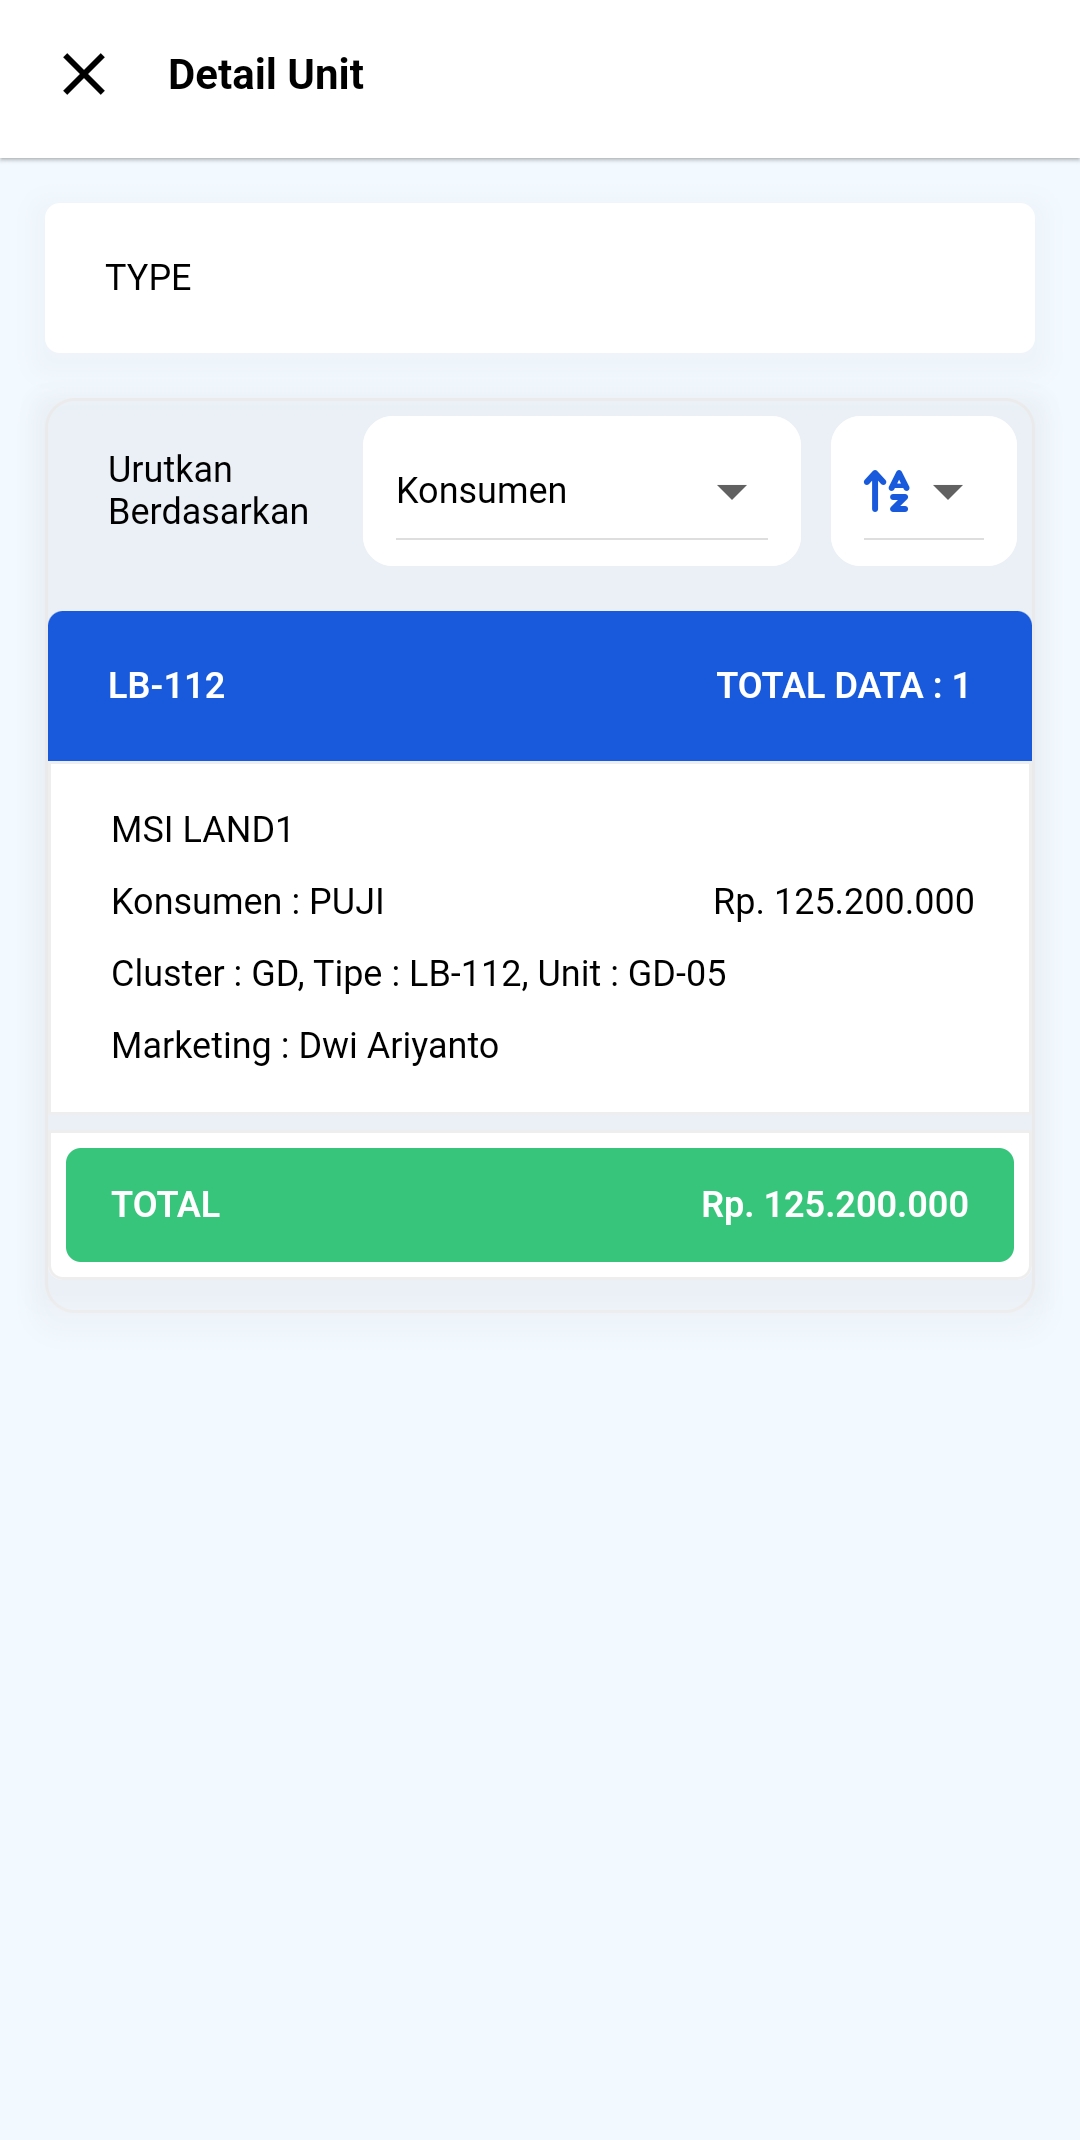 Detail Unit
TYPE
Urutkan
Berdasarkan
Konsumen
LB-112 TOTAL DATA : 1
MSI LAND1
Konsumen : PUJI Rp. 125.200.000
Cluster : GD, Tipe : LB-112, Unit : GD-05
Marketing : Dwi Ariyanto
TOTAL Rp. 125.200.000